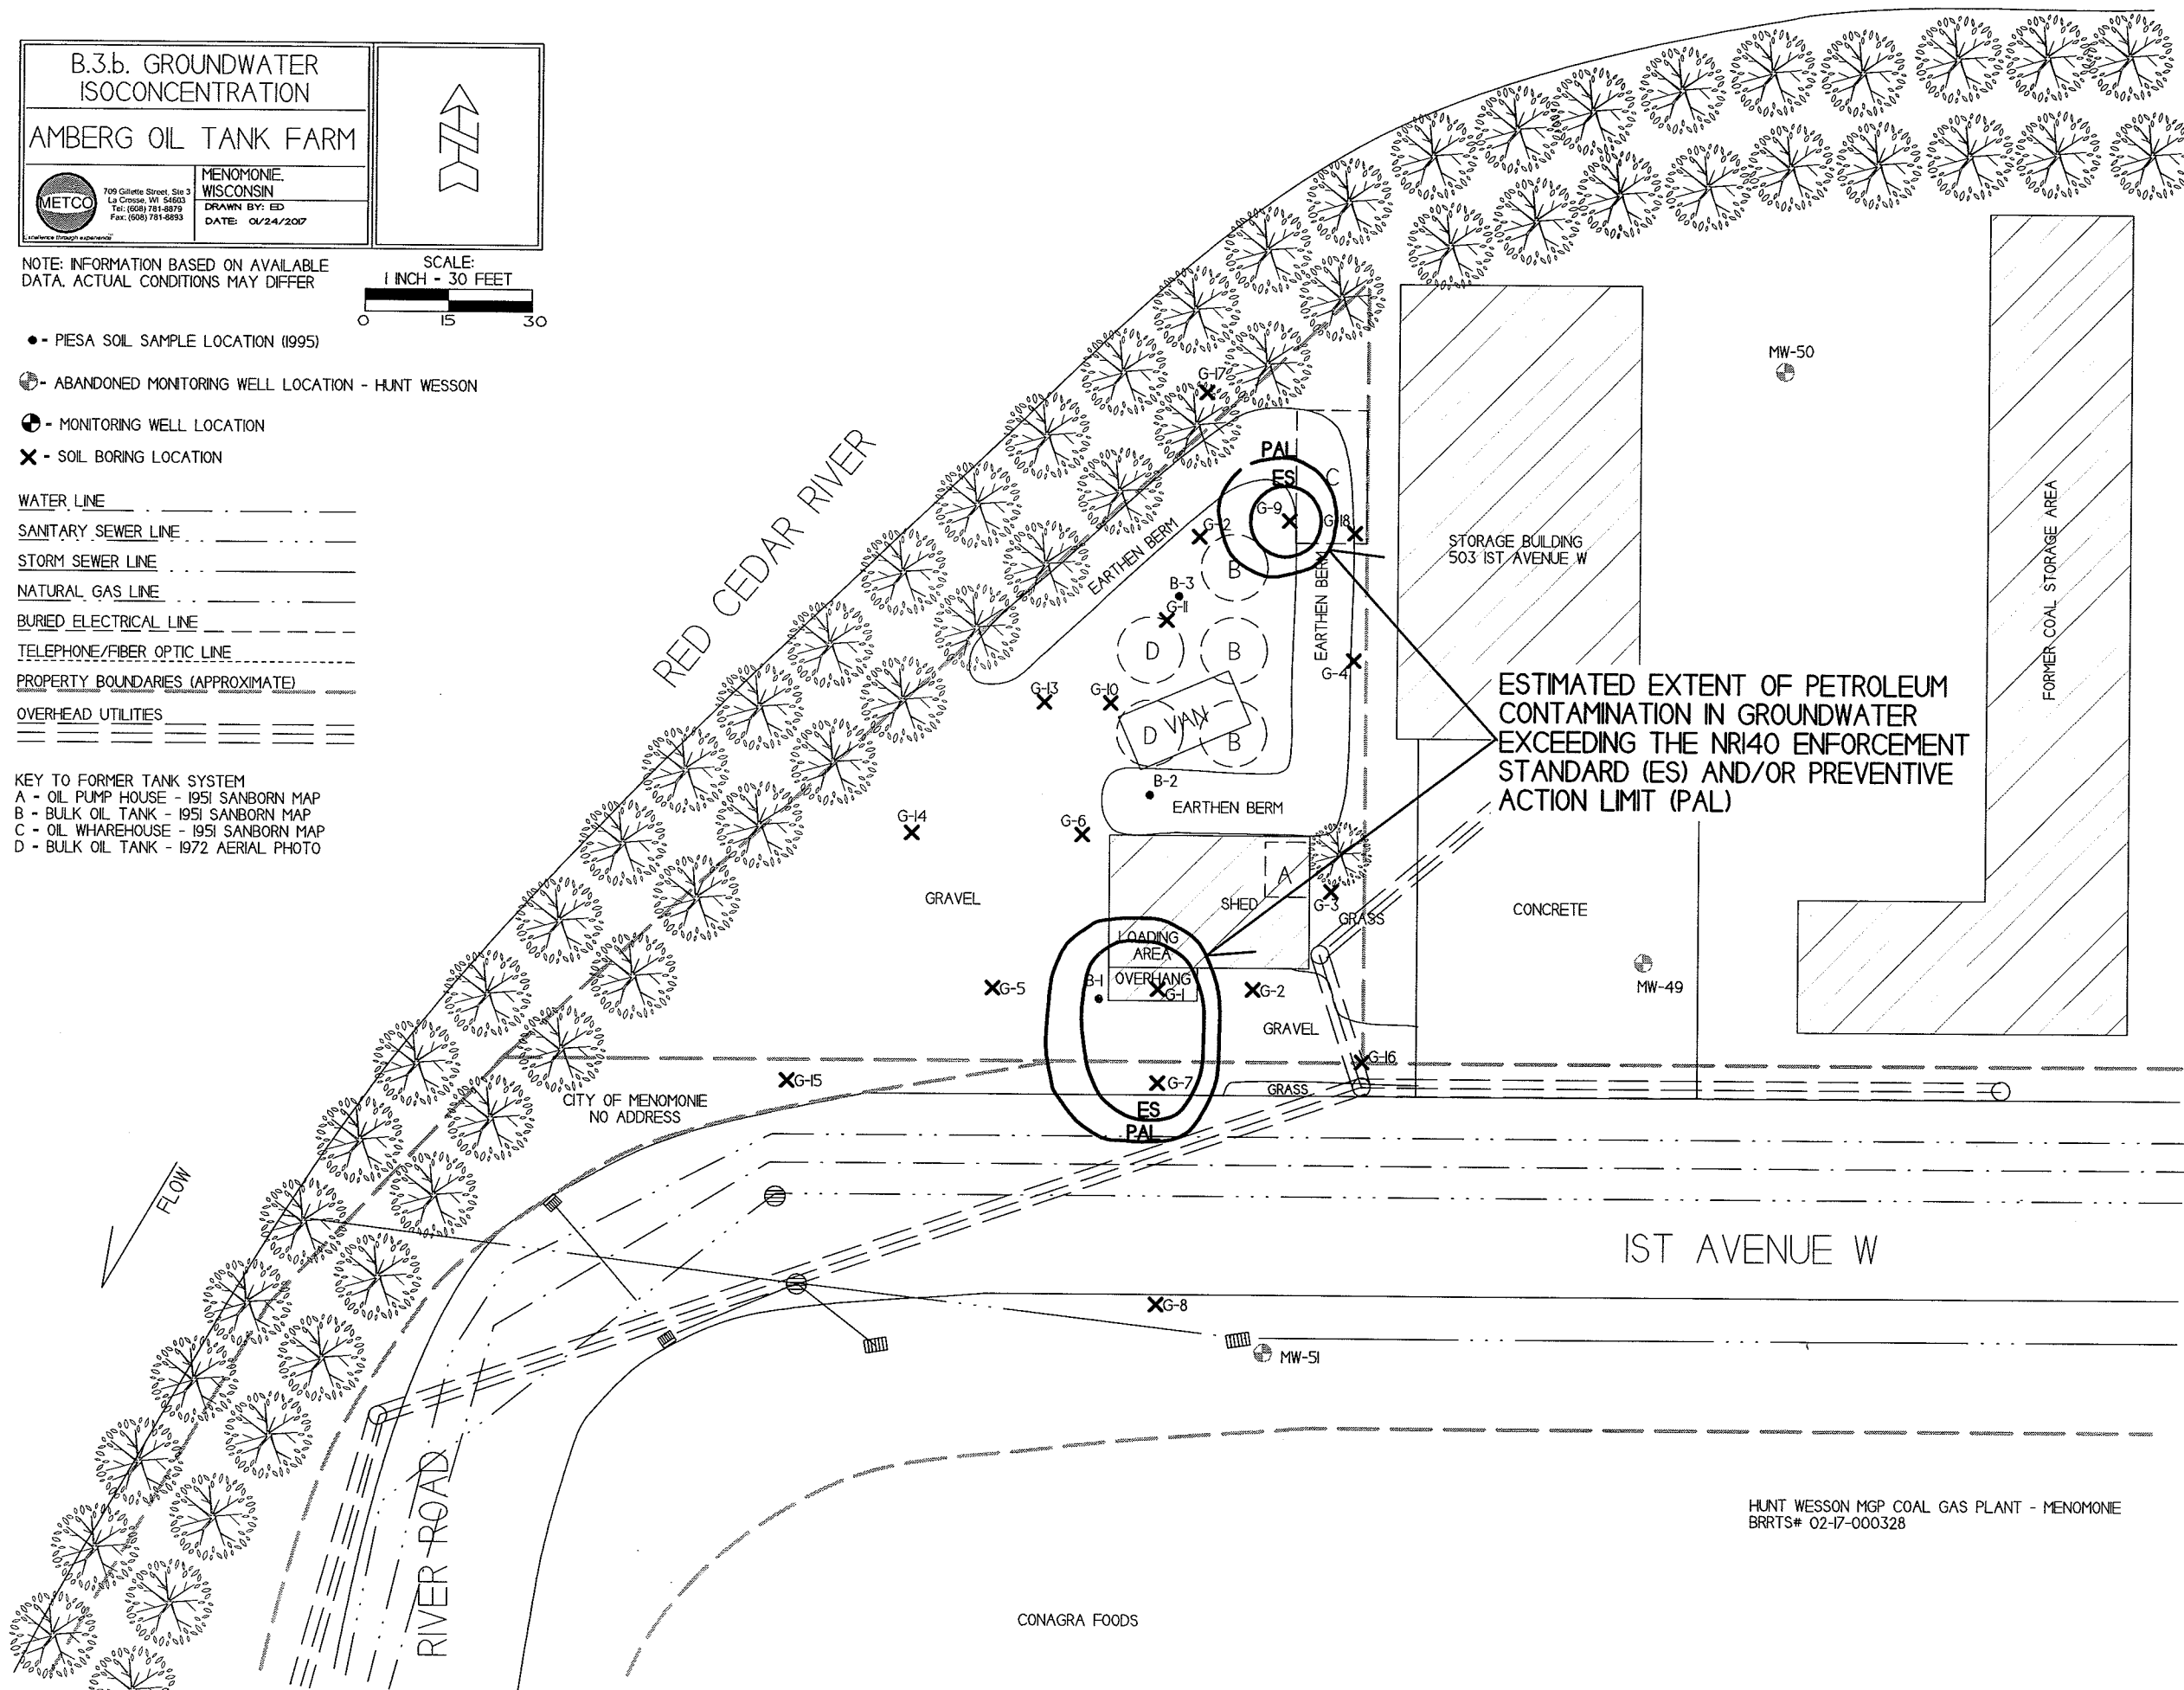 B.3.b. GROUNDWATER
ISOCONCENTRATION
AMBERG OIL TANK FARM
METCO
Excellence through experience
709 Gillette Street, Ste 3
La Crosse, WI 54603
Tel: (608) 781-8879
Fax: (608) 781-8893
MENOMONIE,
WISCONSIN
DRAWN BY: ED
DATE: 01/24/2017
N
NOTE: INFORMATION BASED ON AVAILABLE
DATA. ACTUAL CONDITIONS MAY DIFFER
SCALE:
1 INCH - 30 FEET
0 15 30
- PIESA SOIL SAMPLE LOCATION (1995)
- ABANDONED MONITORING WELL LOCATION - HUNT WESSON
- MONITORING WELL LOCATION
- SOIL BORING LOCATION
WATER LINE
SANITARY SEWER LINE
STORM SEWER LINE
NATURAL GAS LINE
BURIED ELECTRICAL LINE
TELEPHONE/FIBER OPTIC LINE
PROPERTY BOUNDARIES (APPROXIMATE)
OVERHEAD UTILITIES
KEY TO FORMER TANK SYSTEM
A - OIL PUMP HOUSE - 1951 SANBORN MAP
B - BULK OIL TANK - 1951 SANBORN MAP
C - OIL WHAREHOUSE - 1951 SANBORN MAP
D - BULK OIL TANK - 1972 AERIAL PHOTO
RED CEDAR RIVER
MW-50
G-17
PAL
ES
C
G-9
G-18
G-12
EARTHEN BERM
B
B-3
G-11
EARTHEN BERM
STORAGE BUILDING
503 1ST AVENUE W
FORMER COAL STORAGE AREA
D
B
G-4
G-13
G-10
D
VAN
B
ESTIMATED EXTENT OF PETROLEUM
CONTAMINATION IN GROUNDWATER
EXCEEDING THE NR140 ENFORCEMENT
STANDARD (ES) AND/OR PREVENTIVE
ACTION LIMIT (PAL)
B-2
EARTHEN BERM
G-14
G-6
A
GRAVEL
SHED
G-3
GRASS
CONCRETE
LOADING
AREA
OVERHANG
B-1
G-1
G-5
G-2
MW-49
GRAVEL
G-16
G-15
G-7
GRASS
CITY OF MENOMONIE
NO ADDRESS
ES
PAL
FLOW
1ST AVENUE W
G-8
MW-51
RIVER ROAD
HUNT WESSON MGP COAL GAS PLANT - MENOMONIE
BRRTS# 02-17-000328
CONAGRA FOODS